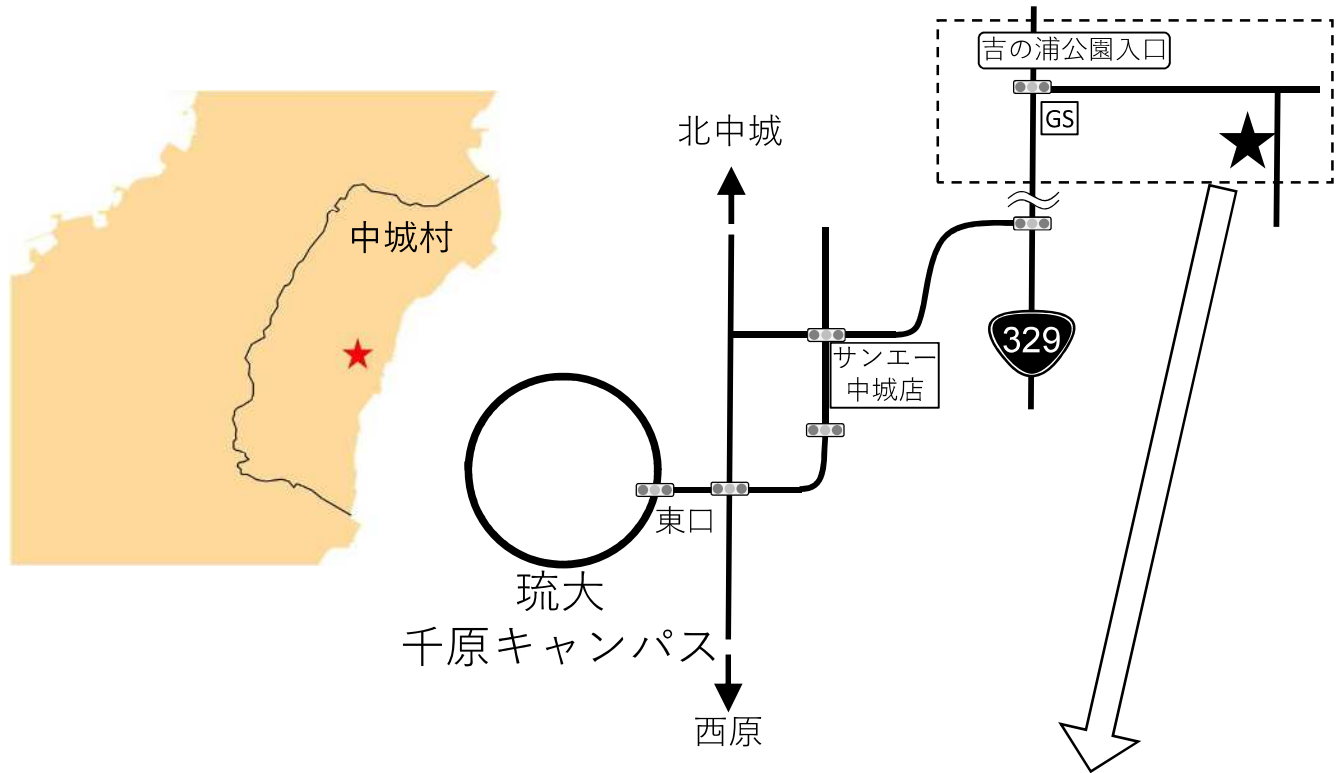 吉の浦公園入口
GS
北中城
中城村
329
サンエー
中城店
東口
琉大
千原キャンパス
西原